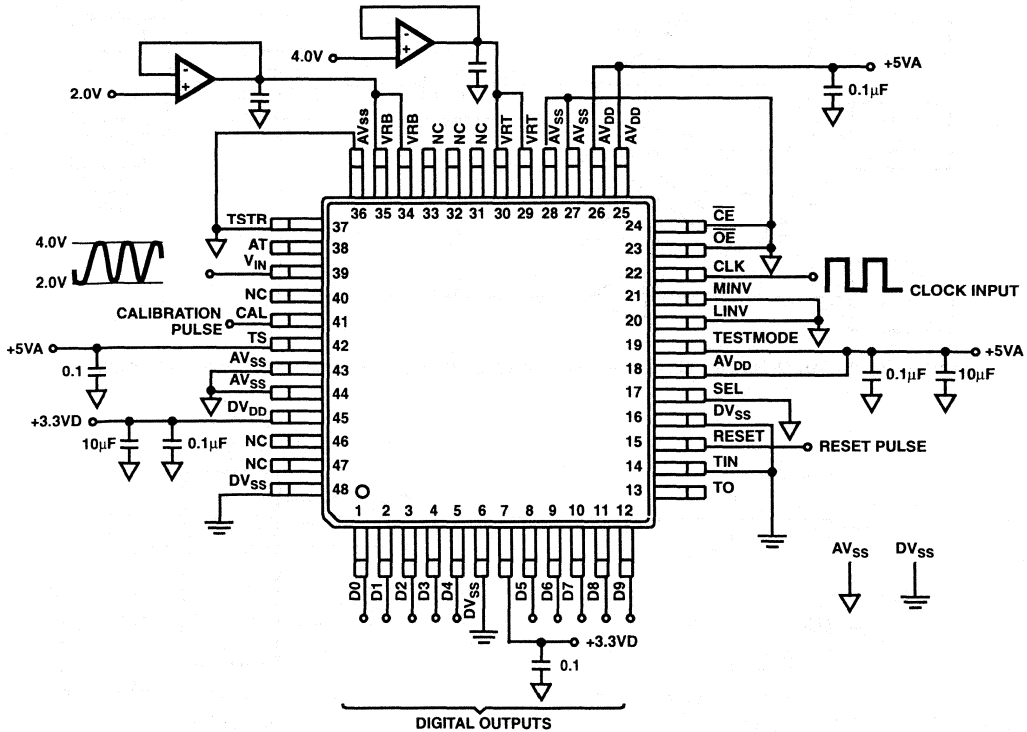 4.0V
+5VA
2.0V
0.1µF
AVSS
VRB
VRB
NC
NC
NC
VRT
VRT
AVSS
AVSS
AVDD
AVDD
36 35 34 33 32 31 30 29 28 27 26 25
TSTR 37
AT 38
VIN 39
NC 40
CAL 41
TS 42
AVSS 43
AVSS 44
DVDD 45
NC 46
NC 47
DVSS 48
4.0V
2.0V
CALIBRATION
PULSE
+5VA
0.1
+3.3VD
10µF
0.1µF
24 CE
23 OE
22 CLK
21 MINV
20 LINV
19 TESTMODE
18 AVDD
17 SEL
16 DVSS
15 RESET
14 TIN
13 TO
CLOCK INPUT
+5VA
0.1µF
10µF
RESET PULSE
1 2 3 4 5 6 7 8 9 10 11 12
D0
D1
D2
D3
D4
DVSS
D5
D6
D7
D8
D9
+3.3VD
0.1
AVSS
DVSS
DIGITAL OUTPUTS